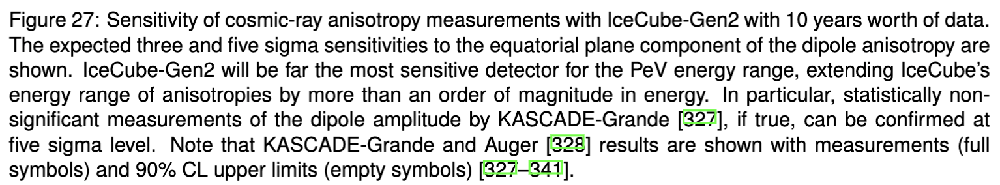 Figure 27: Sensitivity of cosmic-ray anisotropy measurements with IceCube-Gen2 with 10 years worth of data.
The expected three and five sigma sensitivities to the equatorial plane component of the dipole anisotropy are
shown. IceCube-Gen2 will be far the most sensitive detector for the PeV energy range, extending IceCube's
energy range of anisotropies by more than an order of magnitude in energy. In particular, statistically non-
significant measurements of the dipole amplitude by KASCADE-Grande [327], if true, can be confirmed at
five sigma level. Note that KASCADE-Grande and Auger [328] results are shown with measurements (full
symbols) and 90% CL upper limits (empty symbols) [327–341].